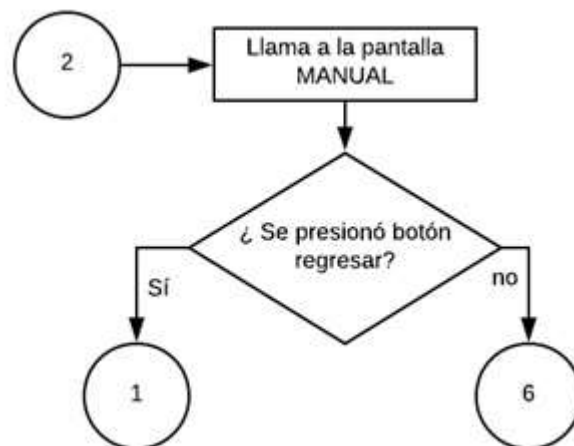 2
Llama a la pantalla
MANUAL
¿ Se presionó botón
regresar?
Sí
no
1
6